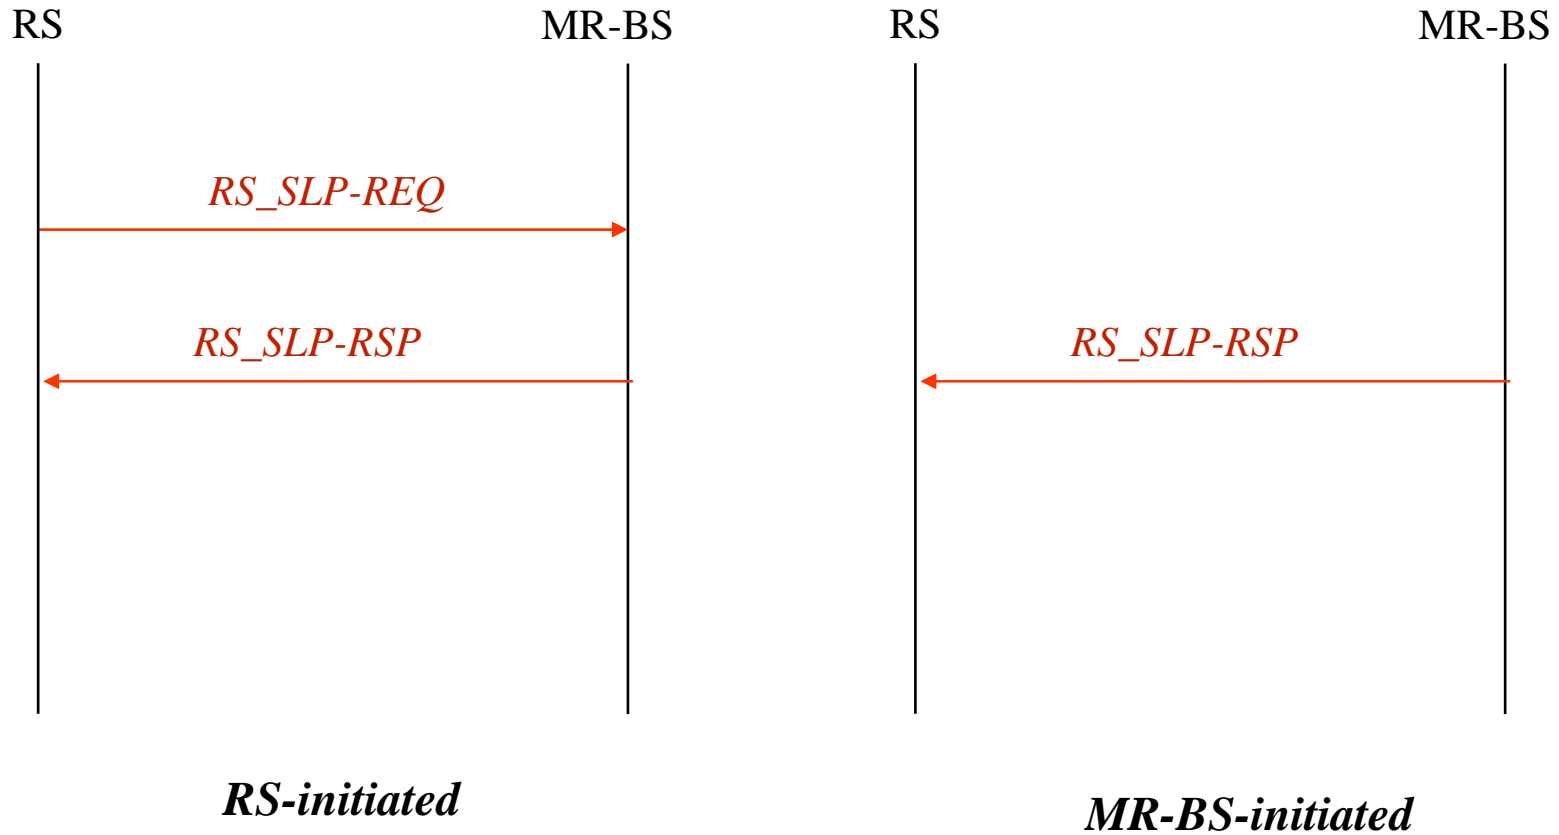 RS MR-BS RS MR-BS
RS_SLP-REQ
RS_SLP-RSP RS_SLP-RSP
RS-initiated MR-BS-initiated